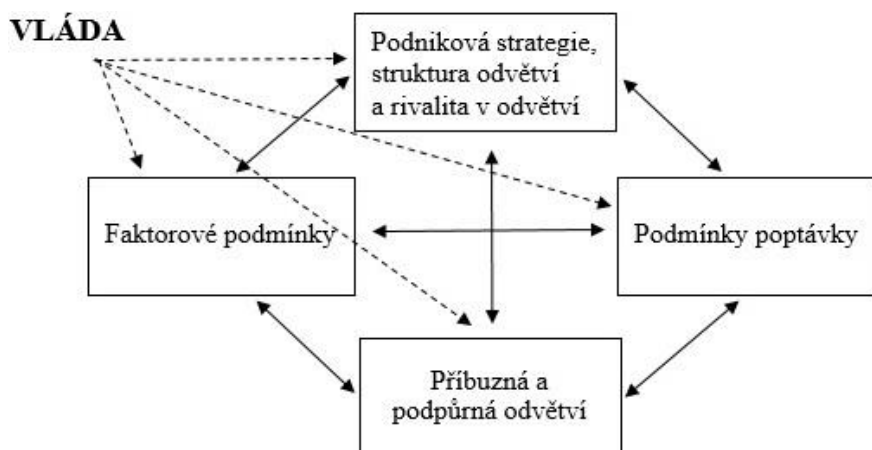 VLÁDA
Podniková strategie,
struktura odvětví
a rivalita v odvětví
Faktorové podmínky
Podmínky poptávky
Příbuzná a
podpůrná odvětví